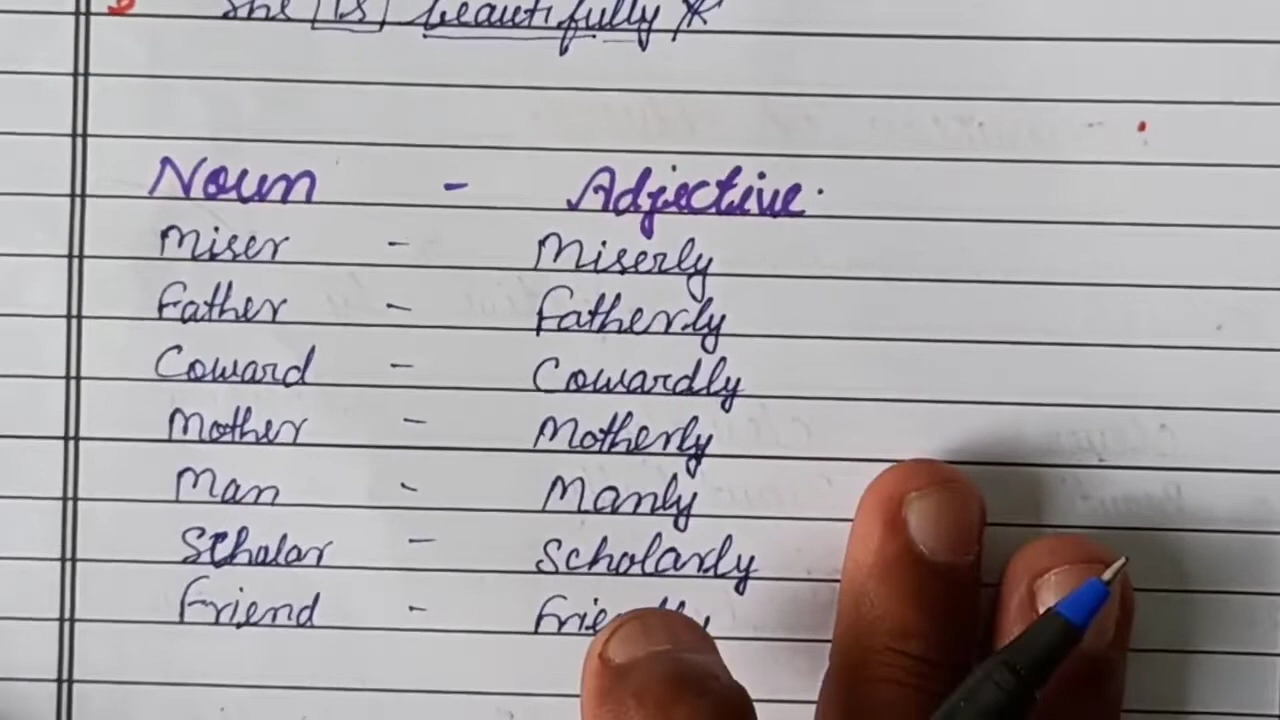 She is beautifully
Noun - Adjective.
Miser - Miserly
Father - Fatherly
Coward - Cowardly
Mother - Motherly
Man - Manly
Scholar - Scholarly
Friend -